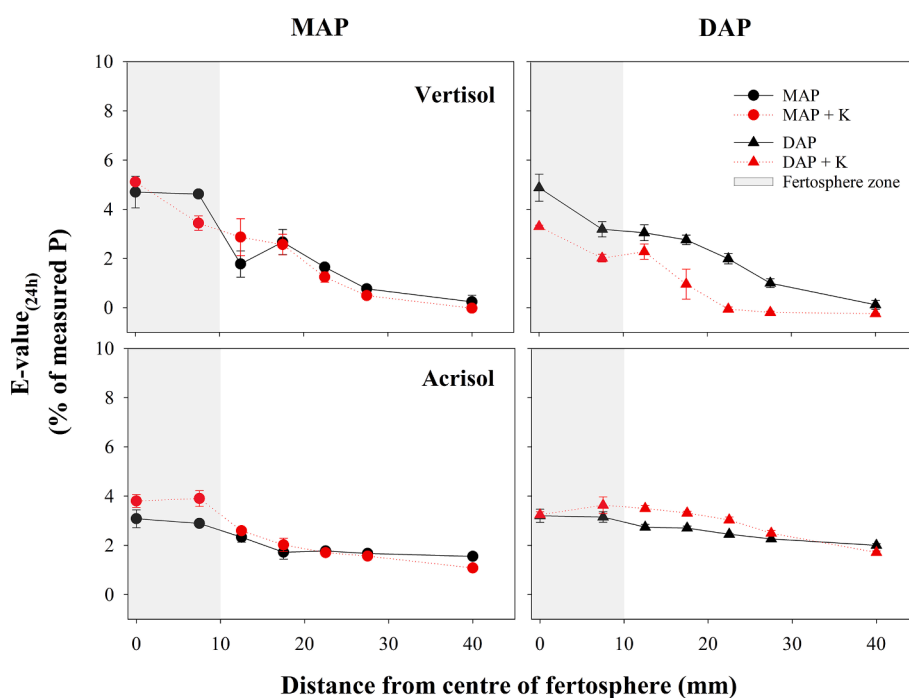 MAP
DAP
E-value(24h)
(% of measured P)
10
8
6
4
2
0
Vertisol
MAP
MAP + K
DAP
DAP + K
Fertosphere zone
10
8
6
4
2
0
Acrisol
0 10 20 30 40
0 10 20 30 40
Distance from centre of fertosphere (mm)